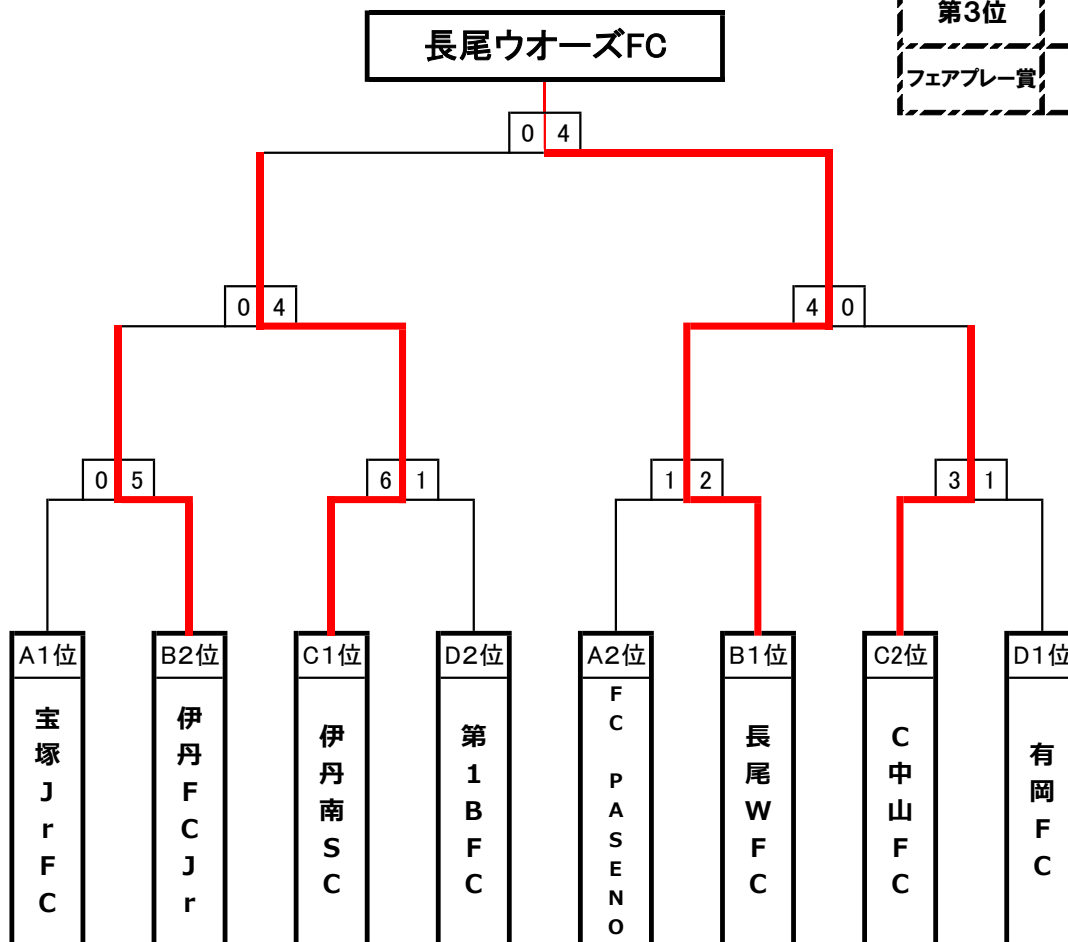 第3位
長尾ウオーズFC
フェアプレー賞
0 4
0 4
4 0
0 5
6 1
1 2
3 1
A1位
B2位
C1位
D2位
A2位
B1位
C2位
D1位
宝塚JrFC
伊丹FCJr
伊丹南SC
第1BFC
FC PASENO
長尾WFC
C中山FC
有岡FC